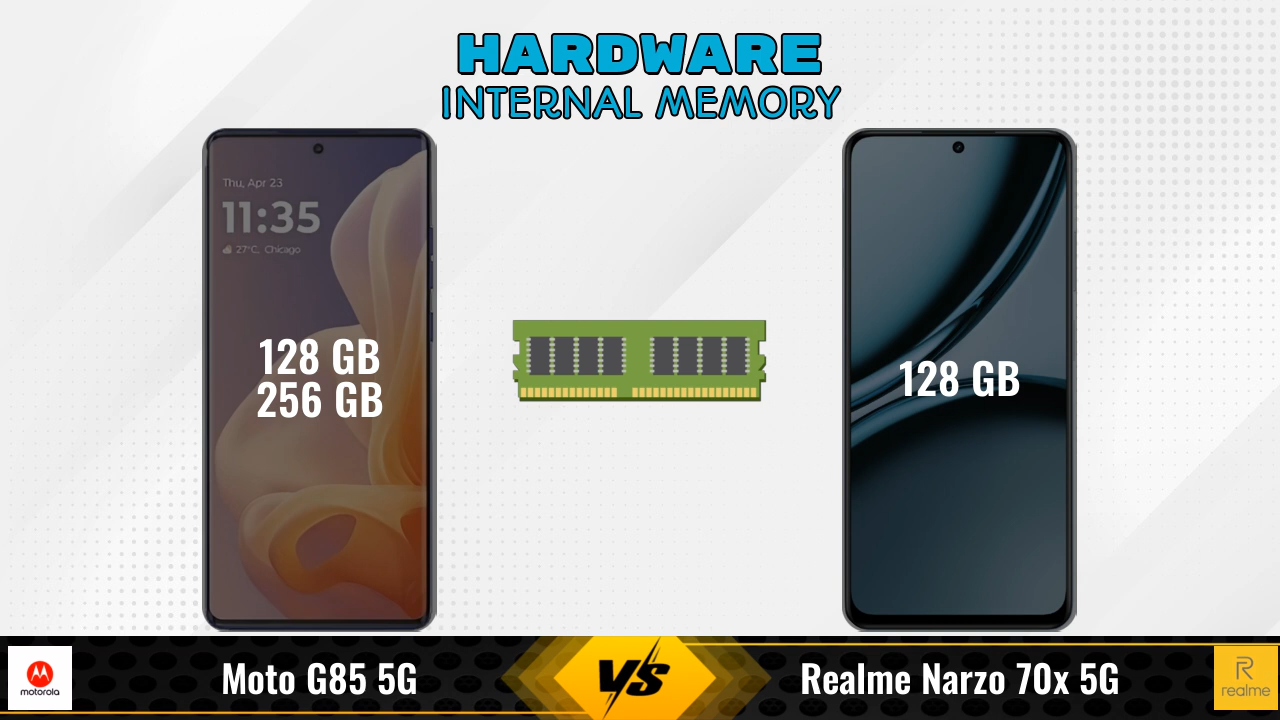 HARDWARE
INTERNAL MEMORY
Thu, Apr 23
11:35
27°C, Chicago
128 GB
256 GB
128 GB
motorola
Moto G85 5G
VS
Realme Narzo 70x 5G
R
realme